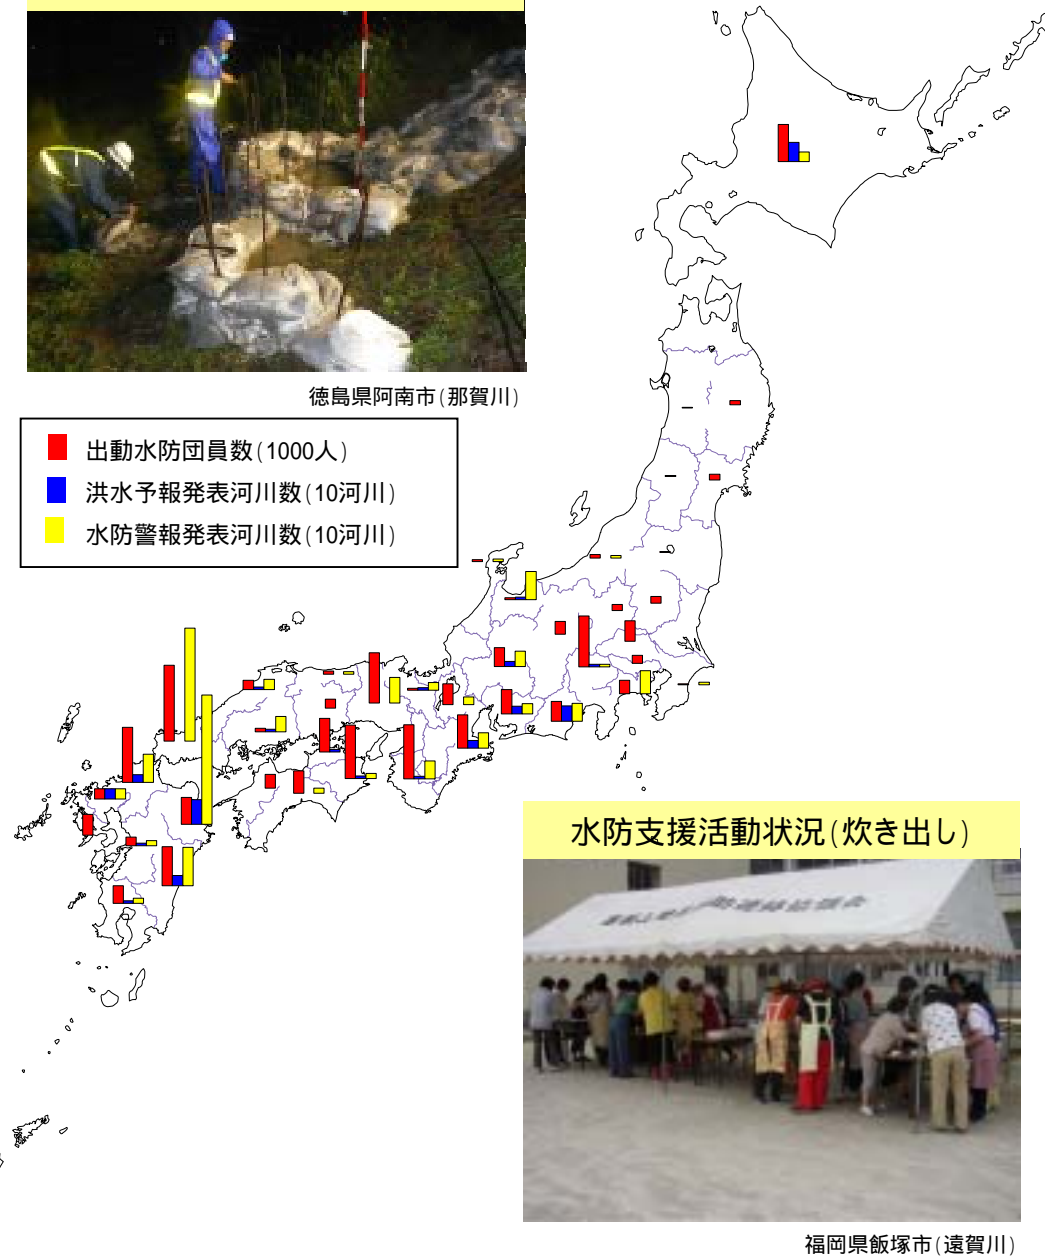 徳島県阿南市(那賀川)
出動水防団員数(1000人)
洪水予報発表河川数(10河川)
水防警報発表河川数(10河川)
水防支援活動状況(炊き出し)
福岡県飯塚市(遠賀川)